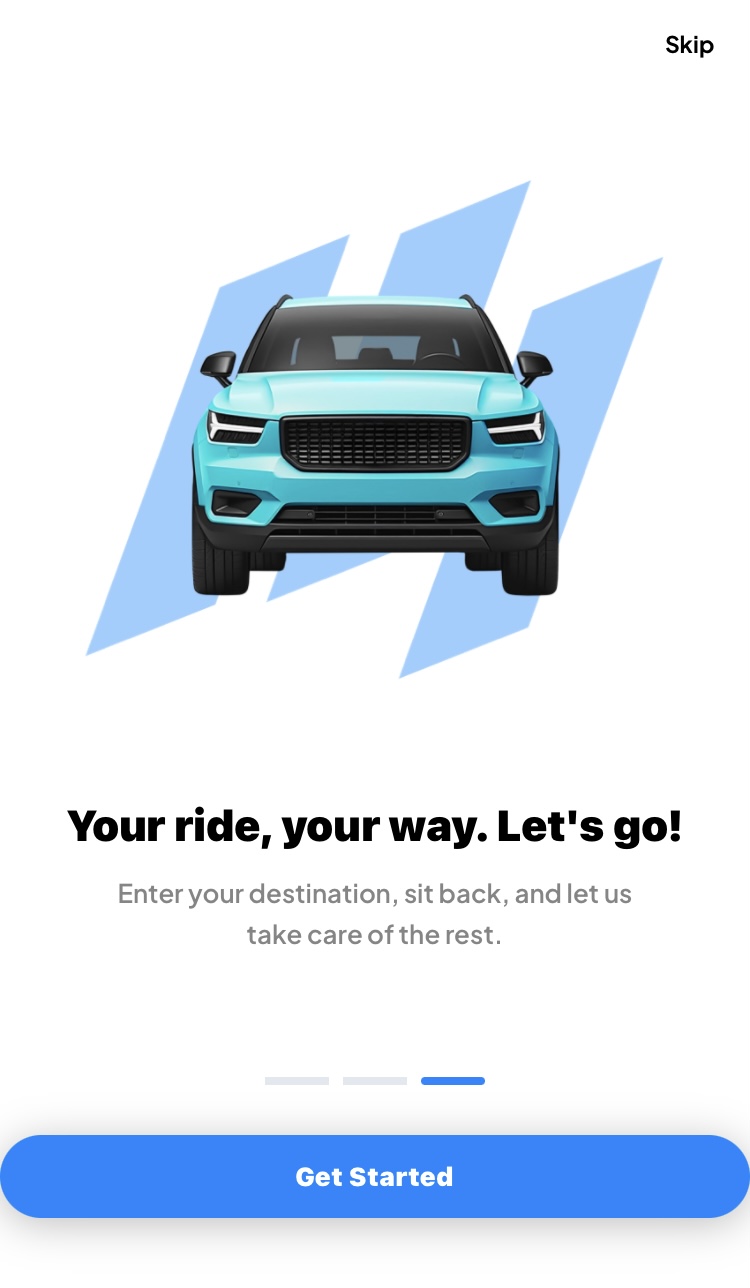 Skip
Your ride, your way. Let's go!
Enter your destination, sit back, and let us
take care of the rest.
Get Started